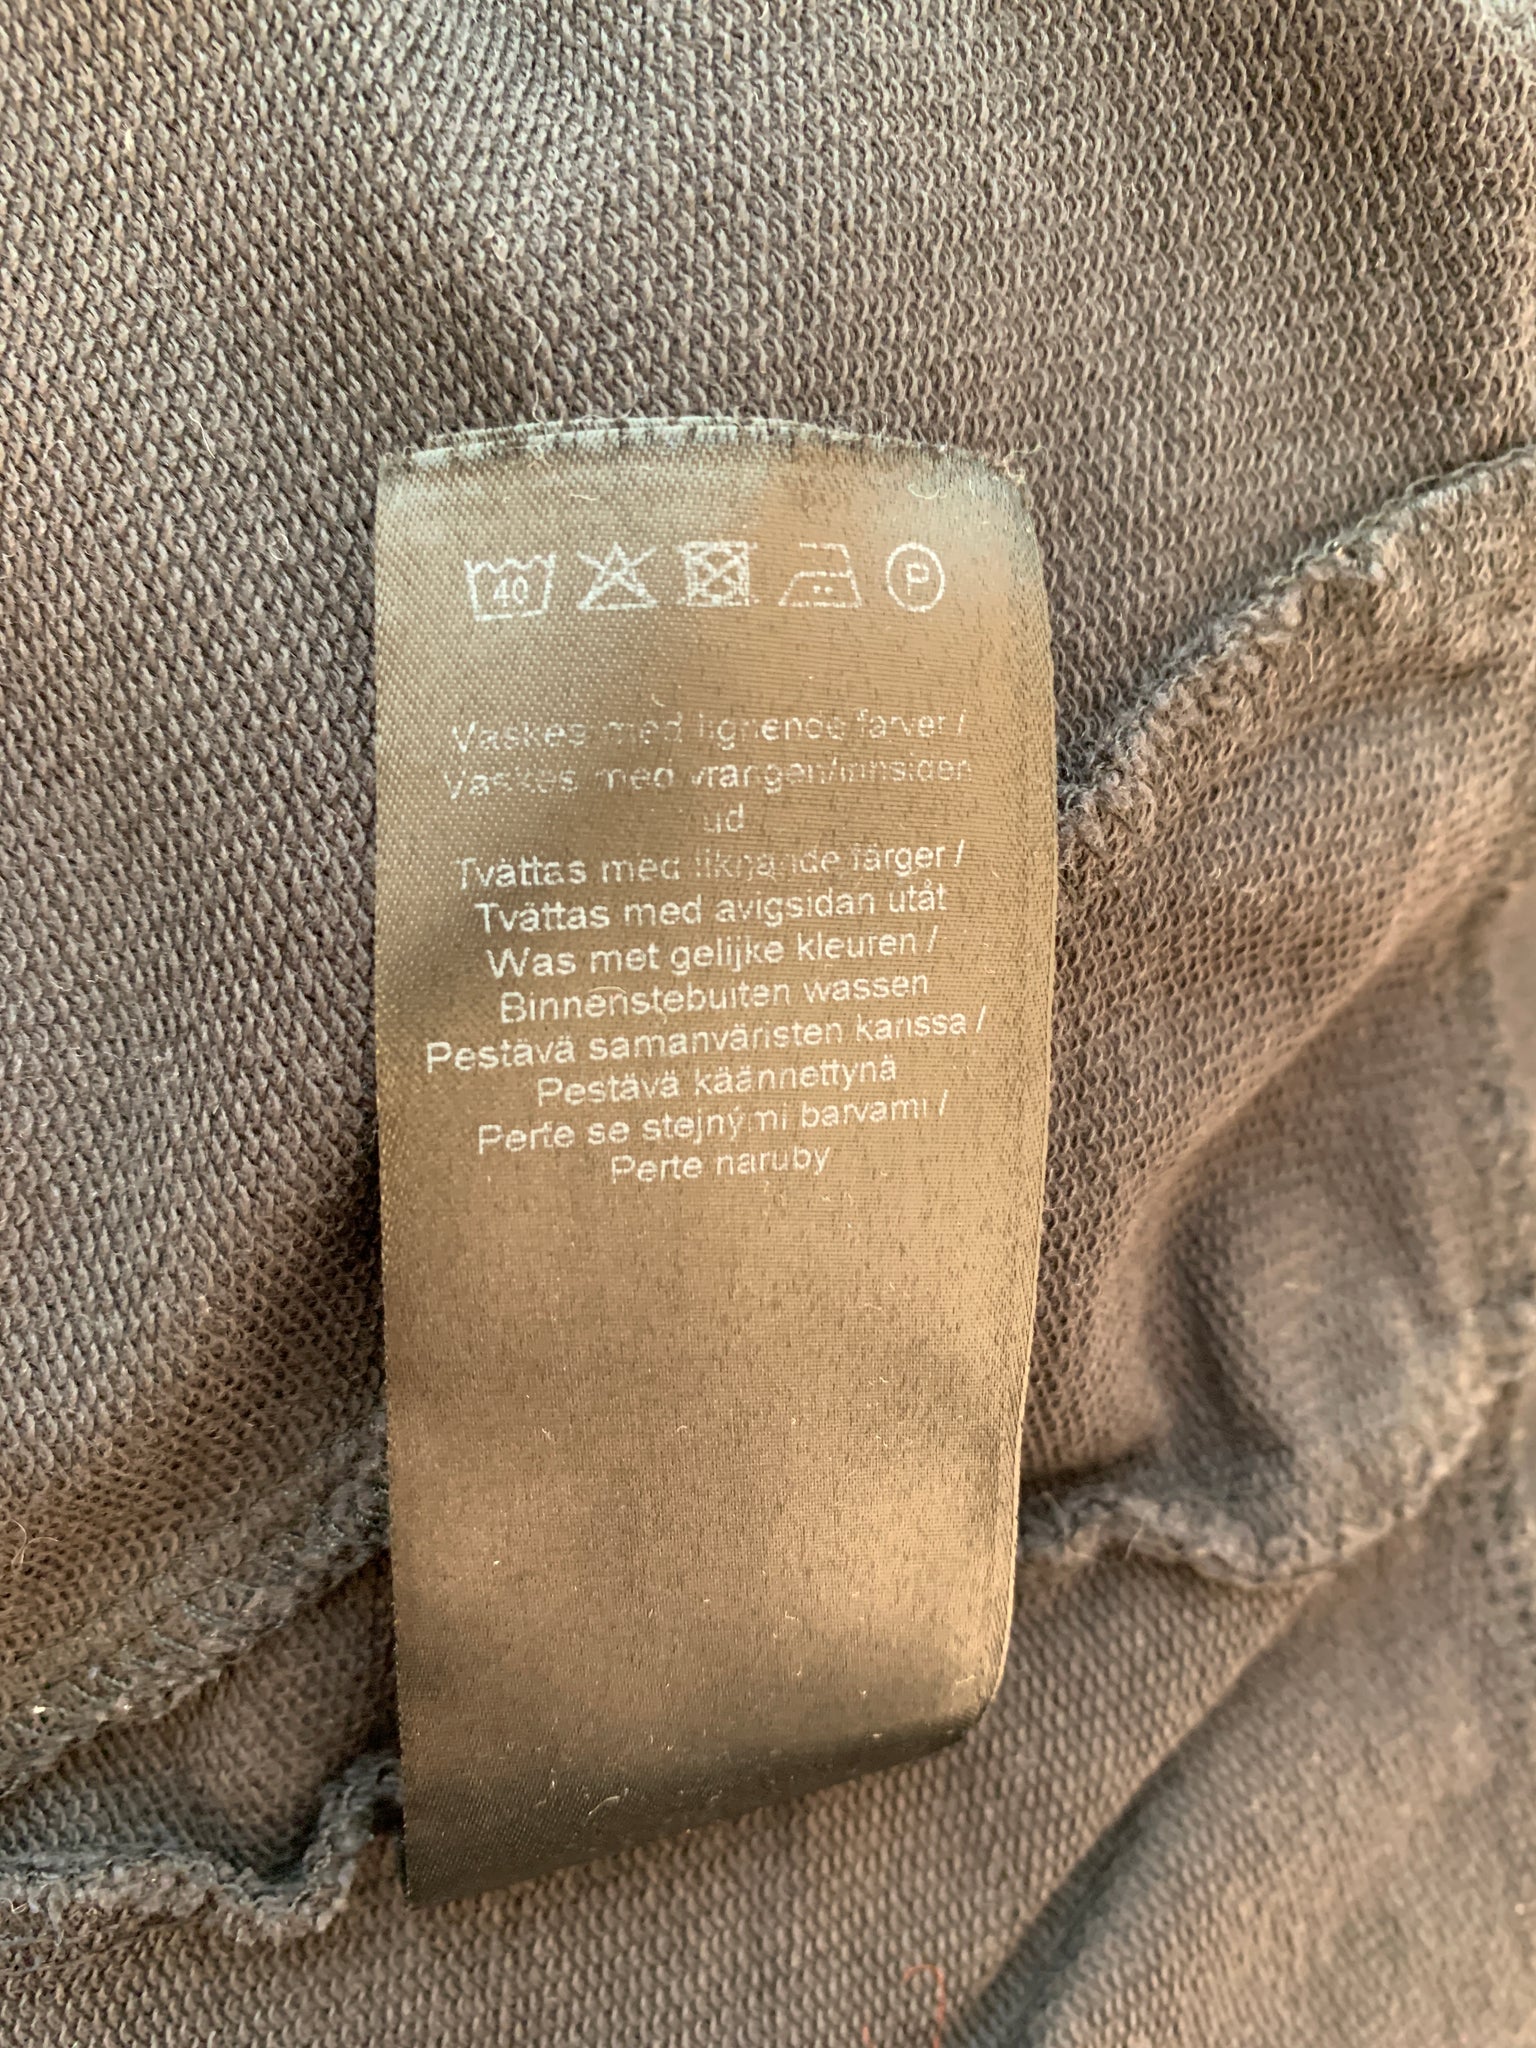 40
P
Vaskes med lignende farver /
Vaskes med vrangen/innsiden
ud
Tvättas med liknande färger /
Tvättas med avigsidan utåt
Was met gelijke kleuren /
Binnenstebuiten wassen
Pestävä samanväristen kanssa /
Pestävä käännettynä
Perte se stejnými barvami /
Perte naruby